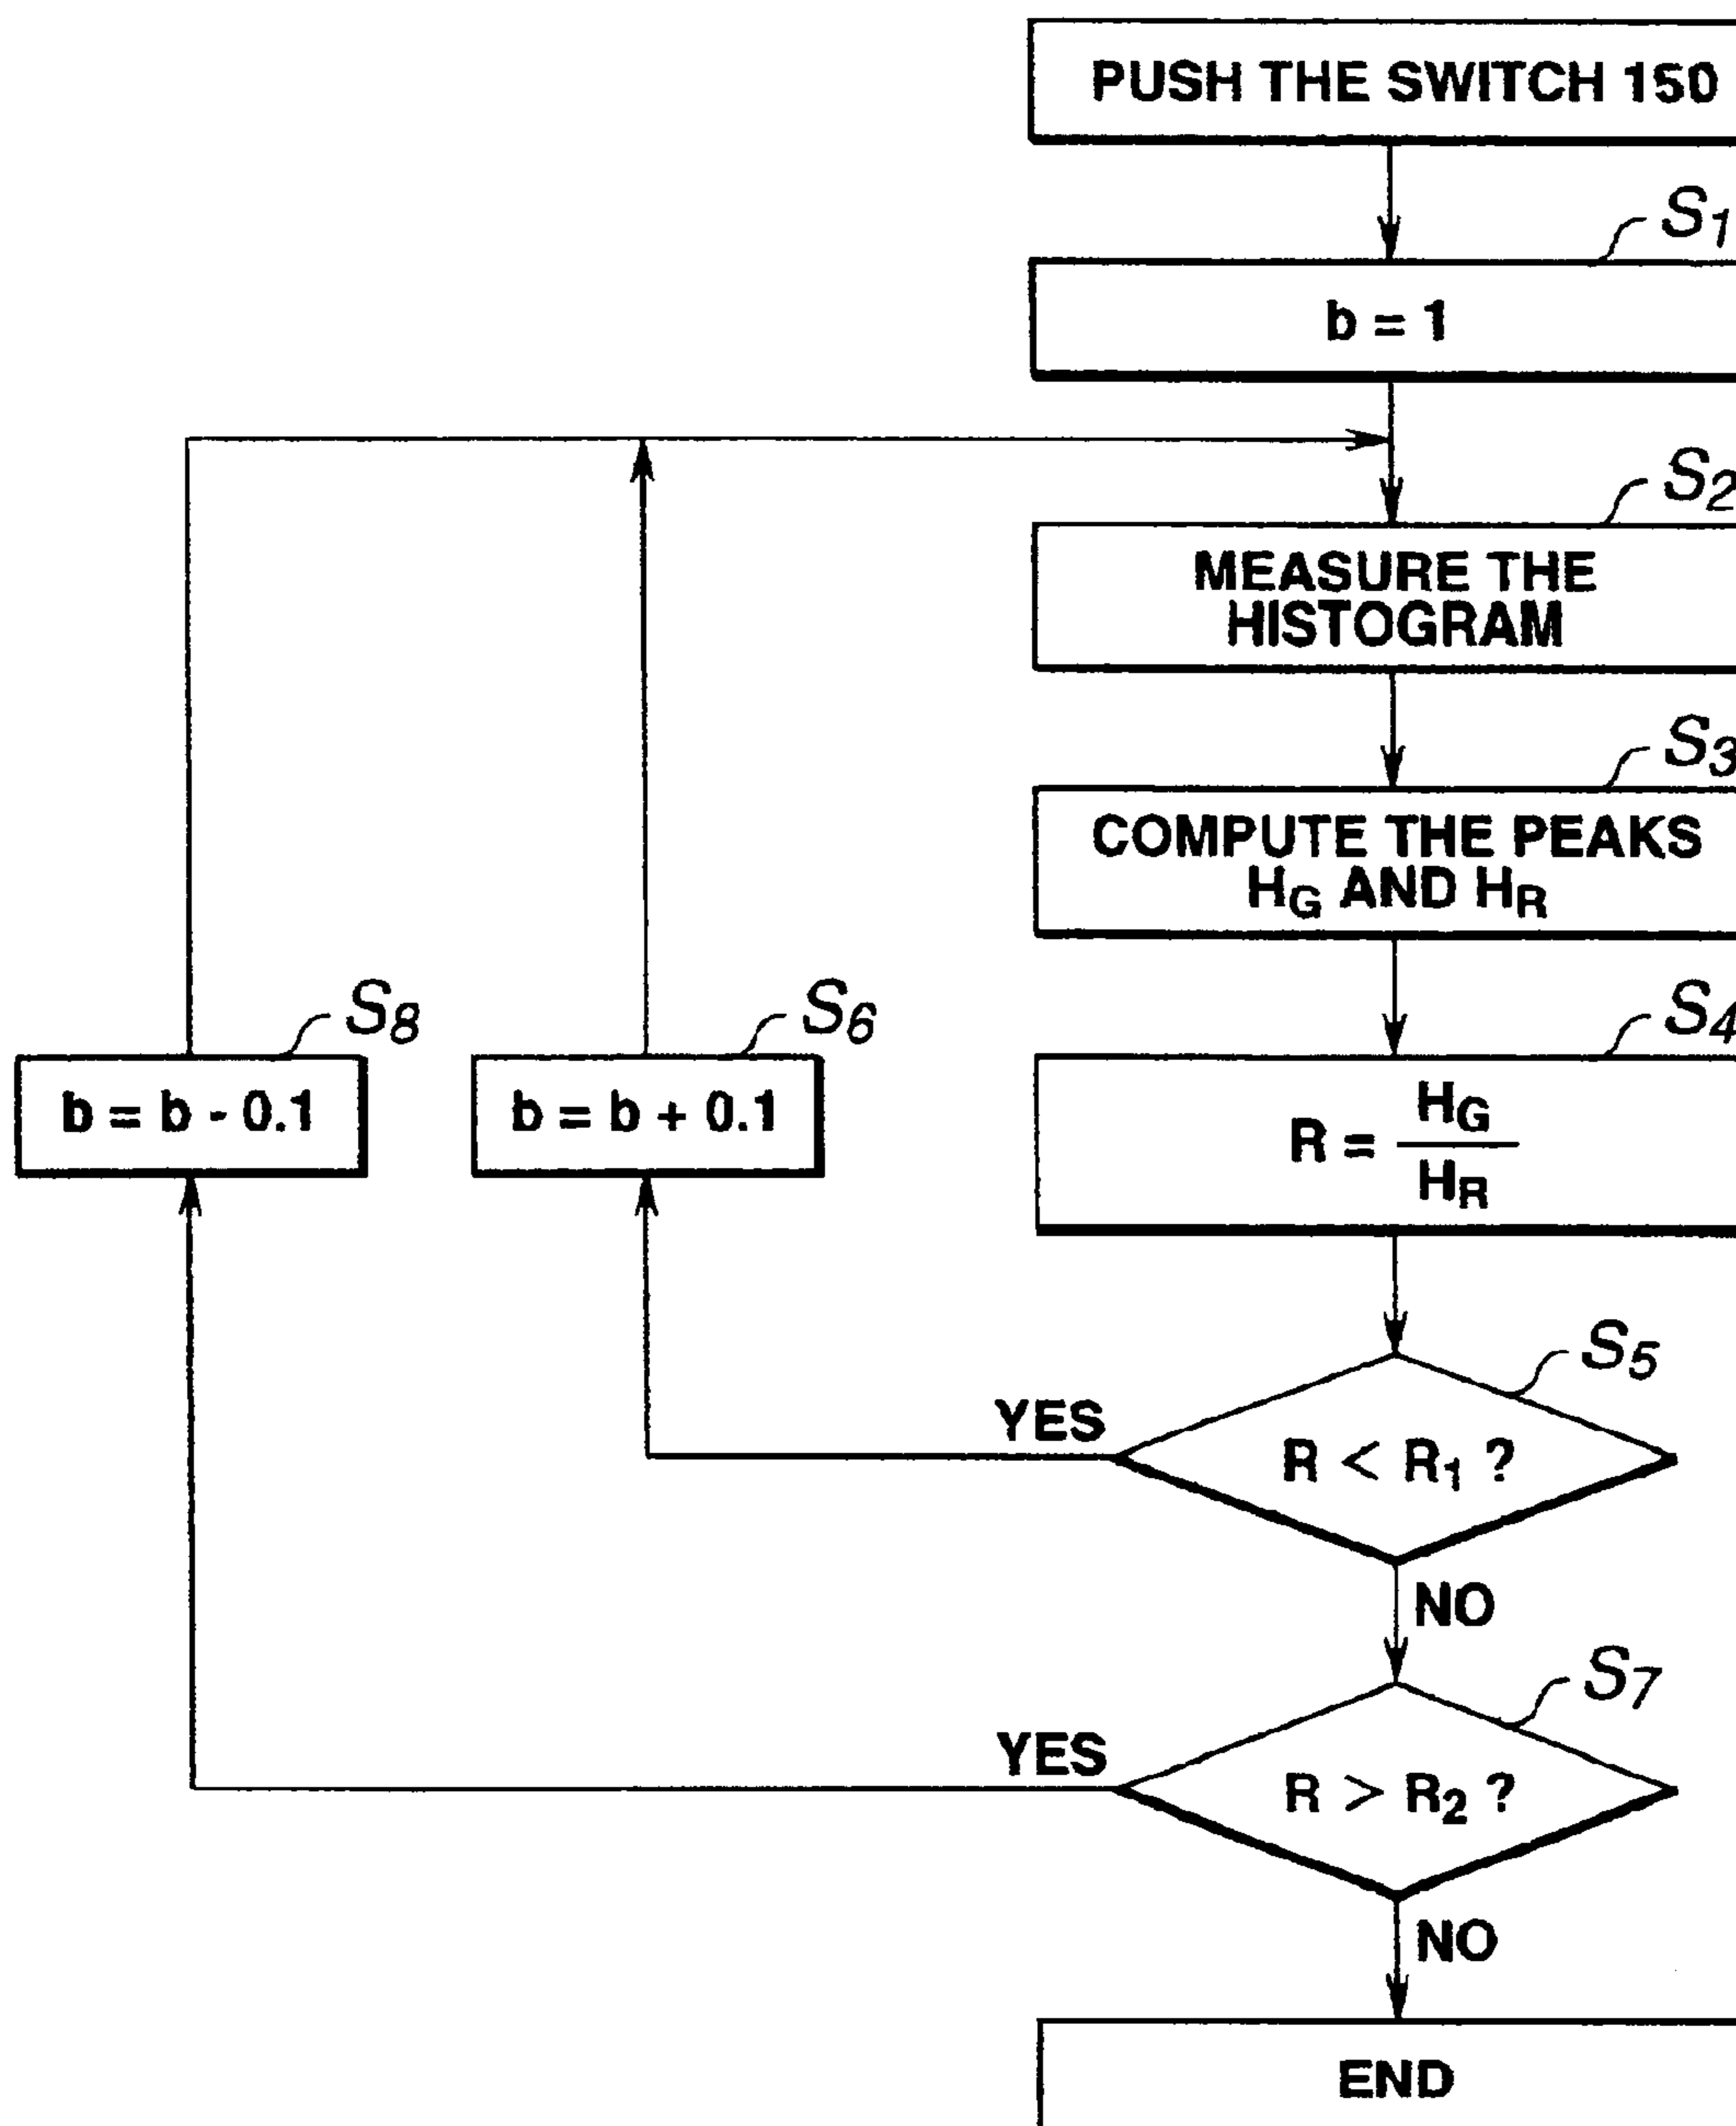 PUSH THE SWITCH 150
S1
b = 1
S2
MEASURE THE
HISTOGRAM
S3
COMPUTE THE PEAKS
HG AND HR
S8
S6
S4
b = b - 0.1
b = b + 0.1
R = HG / HR
S5
YES
R < R1 ?
NO
S7
YES
R > R2 ?
NO
END